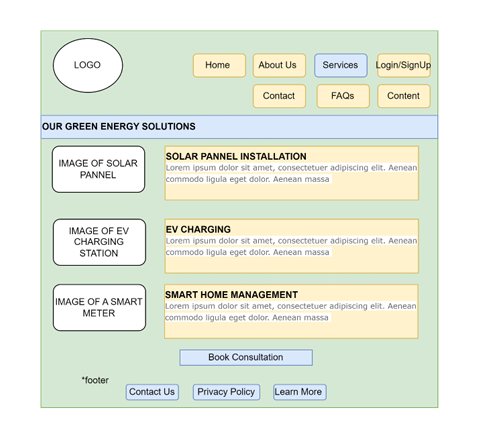 LOGO
Home
About Us
Services
Login/SignUp
Contact
FAQs
Content
OUR GREEN ENERGY SOLUTIONS
IMAGE OF SOLAR
PANNEL
SOLAR PANNEL INSTALLATION
Lorem ipsum dolor sit amet, consectetuer adipiscing elit. Aenean
commodo ligula eget dolor. Aenean massa
IMAGE OF EV
CHARGING
STATION
EV CHARGING
Lorem ipsum dolor sit amet, consectetuer adipiscing elit. Aenean
commodo ligula eget dolor. Aenean massa
IMAGE OF A SMART
METER
SMART HOME MANAGEMENT
Lorem ipsum dolor sit amet, consectetuer adipiscing elit. Aenean
commodo ligula eget dolor. Aenean massa
Book Consultation
*footer
Contact Us
Privacy Policy
Learn More